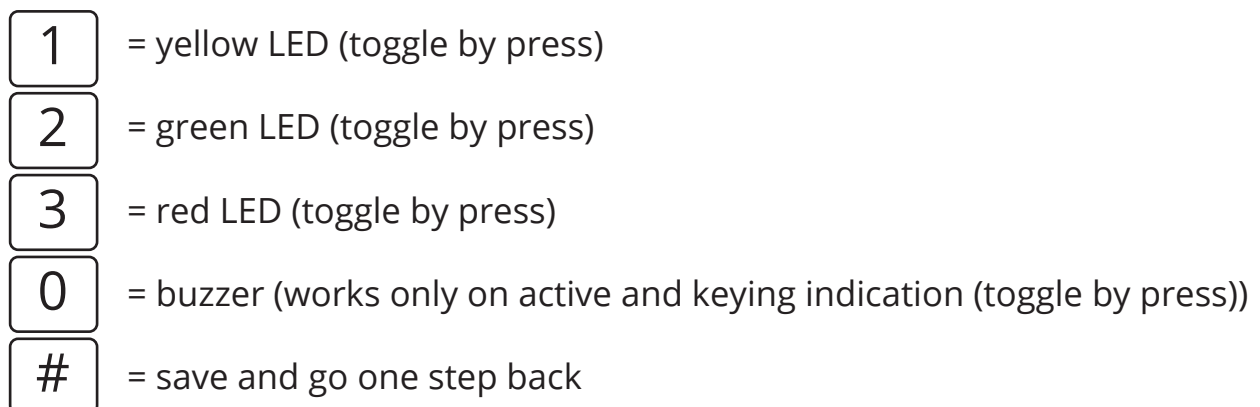 1 = yellow LED (toggle by press)
2 = green LED (toggle by press)
3 = red LED (toggle by press)
0 = buzzer (works only on active and keying indication (toggle by press))
# = save and go one step back